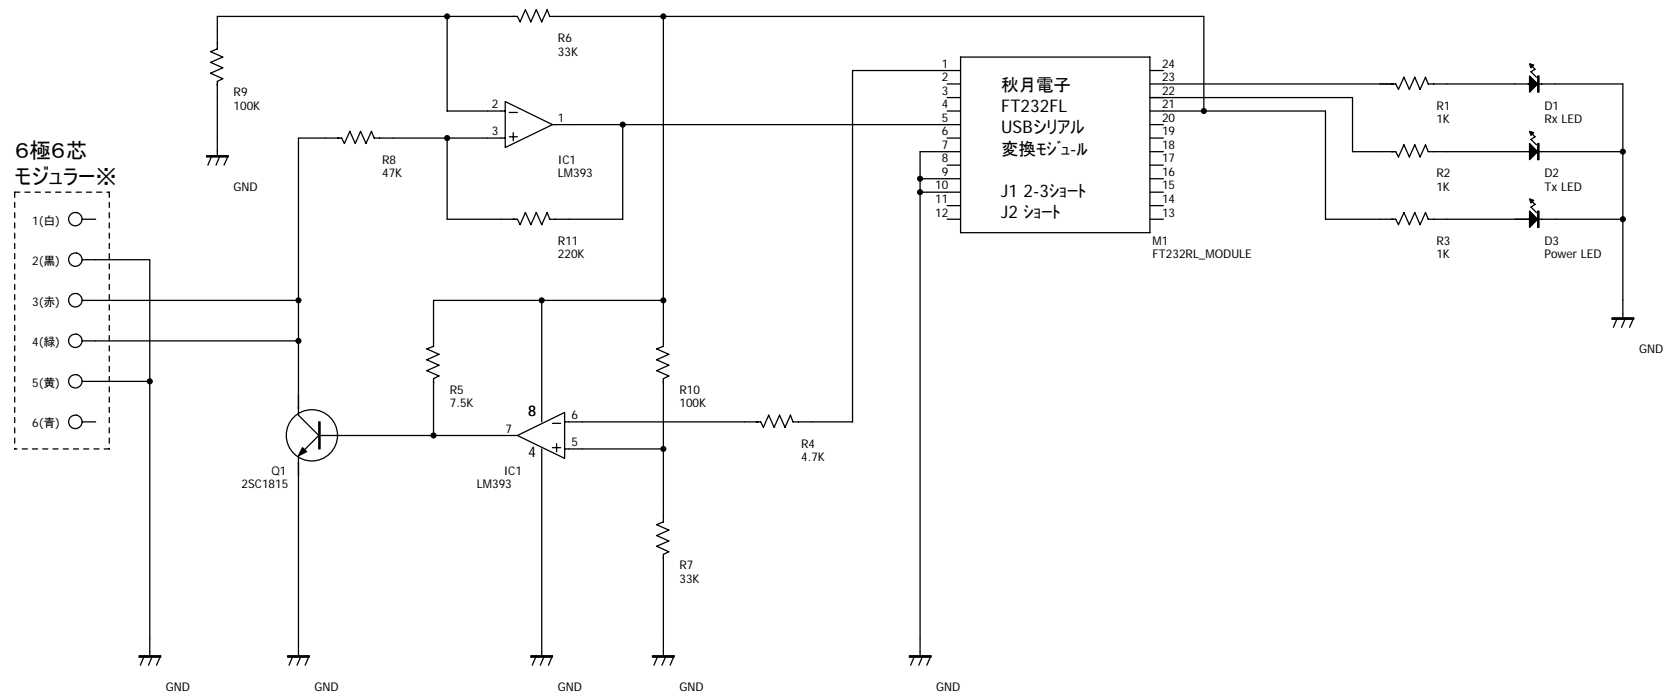 R6
33K
R9
100K
GND
2
3
1
IC1
LM393
R8
47K
R11
220K
6極6芯
モジュラー※
1(白)
2(黒)
3(赤)
4(緑)
5(黄)
6(青)
1
2
3
4
5
6
7
8
9
10
11
12
秋月電子
FT232FL
USBシリアル
変換モジュール
J1 2-3ショート
J2 ショート
24
23
22
21
20
19
18
17
16
15
14
13
M1
FT232RL_MODULE
R1
1K
D1
Rx LED
R2
1K
D2
Tx LED
R3
1K
D3
Power LED
GND
R5
7.5K
R10
100K
8
7
4
6
5
IC1
LM393
R4
4.7K
Q1
2SC1815
R7
33K
GND
GND
GND
GND
GND